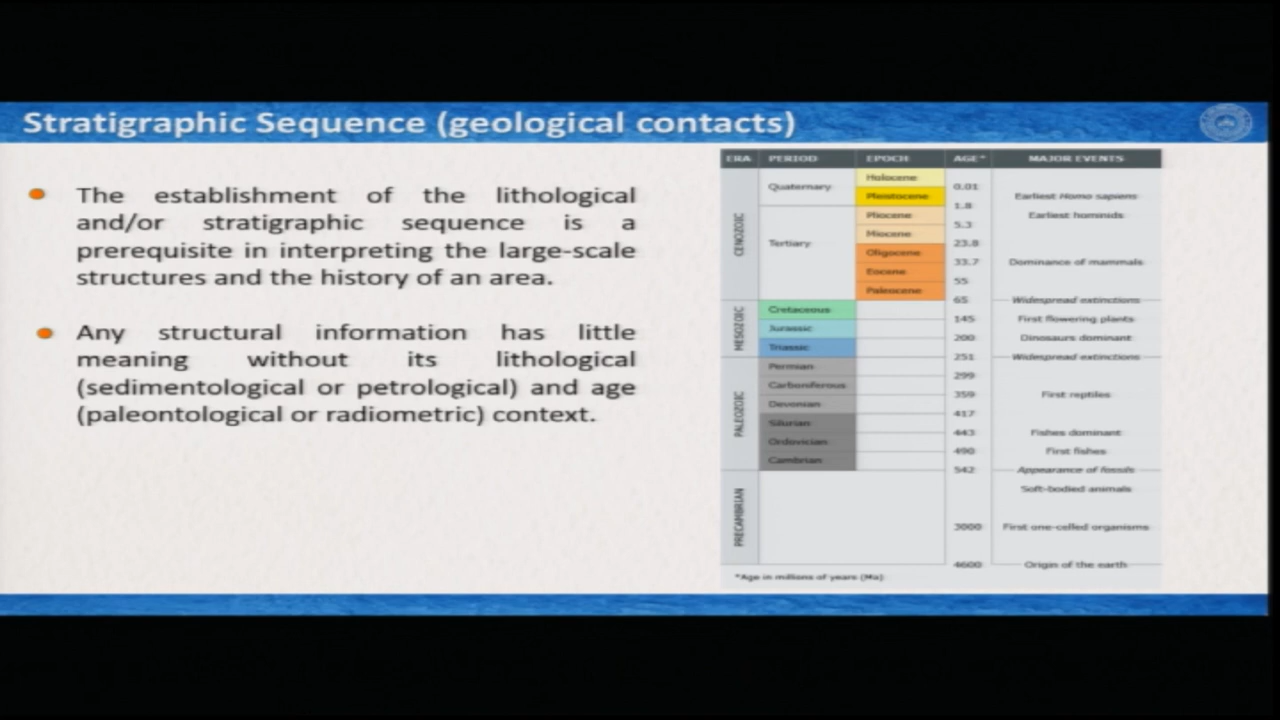 Stratigraphic Sequence (geological contacts)
The establishment of the lithological
and/or stratigraphic sequence is a
prerequisite in interpreting the large-scale
structures and the history of an area.
Any structural information has little
meaning without its lithological
(sedimentological or petrological) and age
(paleontological or radiometric) context.
ERA PERIOD EPOCH AGE* MAJOR EVENTS
CENOZOIC
Quaternary
Holocene
0.01
Pleistocene
Earliest Homo sapiens
1.8
Tertiary
Pliocene
Earliest hominids
5.3
Miocene
23.8
Oligocene
33.7
Dominance of mammals
Eocene
55
Paleocene
65
Widespread extinctions
MESOZOIC
Cretaceous
145
First flowering plants
Jurassic
200
Dinosaurs dominant
Triassic
251
Widespread extinctions
PALEOZOIC
Permian
299
Carboniferous
359
First reptiles
Devonian
417
Silurian
443
Fishes dominant
Ordovician
490
First fishes
Cambrian
542
Appearance of fossils
PRECAMBRIAN
Soft-bodied animals
3000
First one-celled organisms
4600
Origin of the earth
*Age in millions of years (Ma)